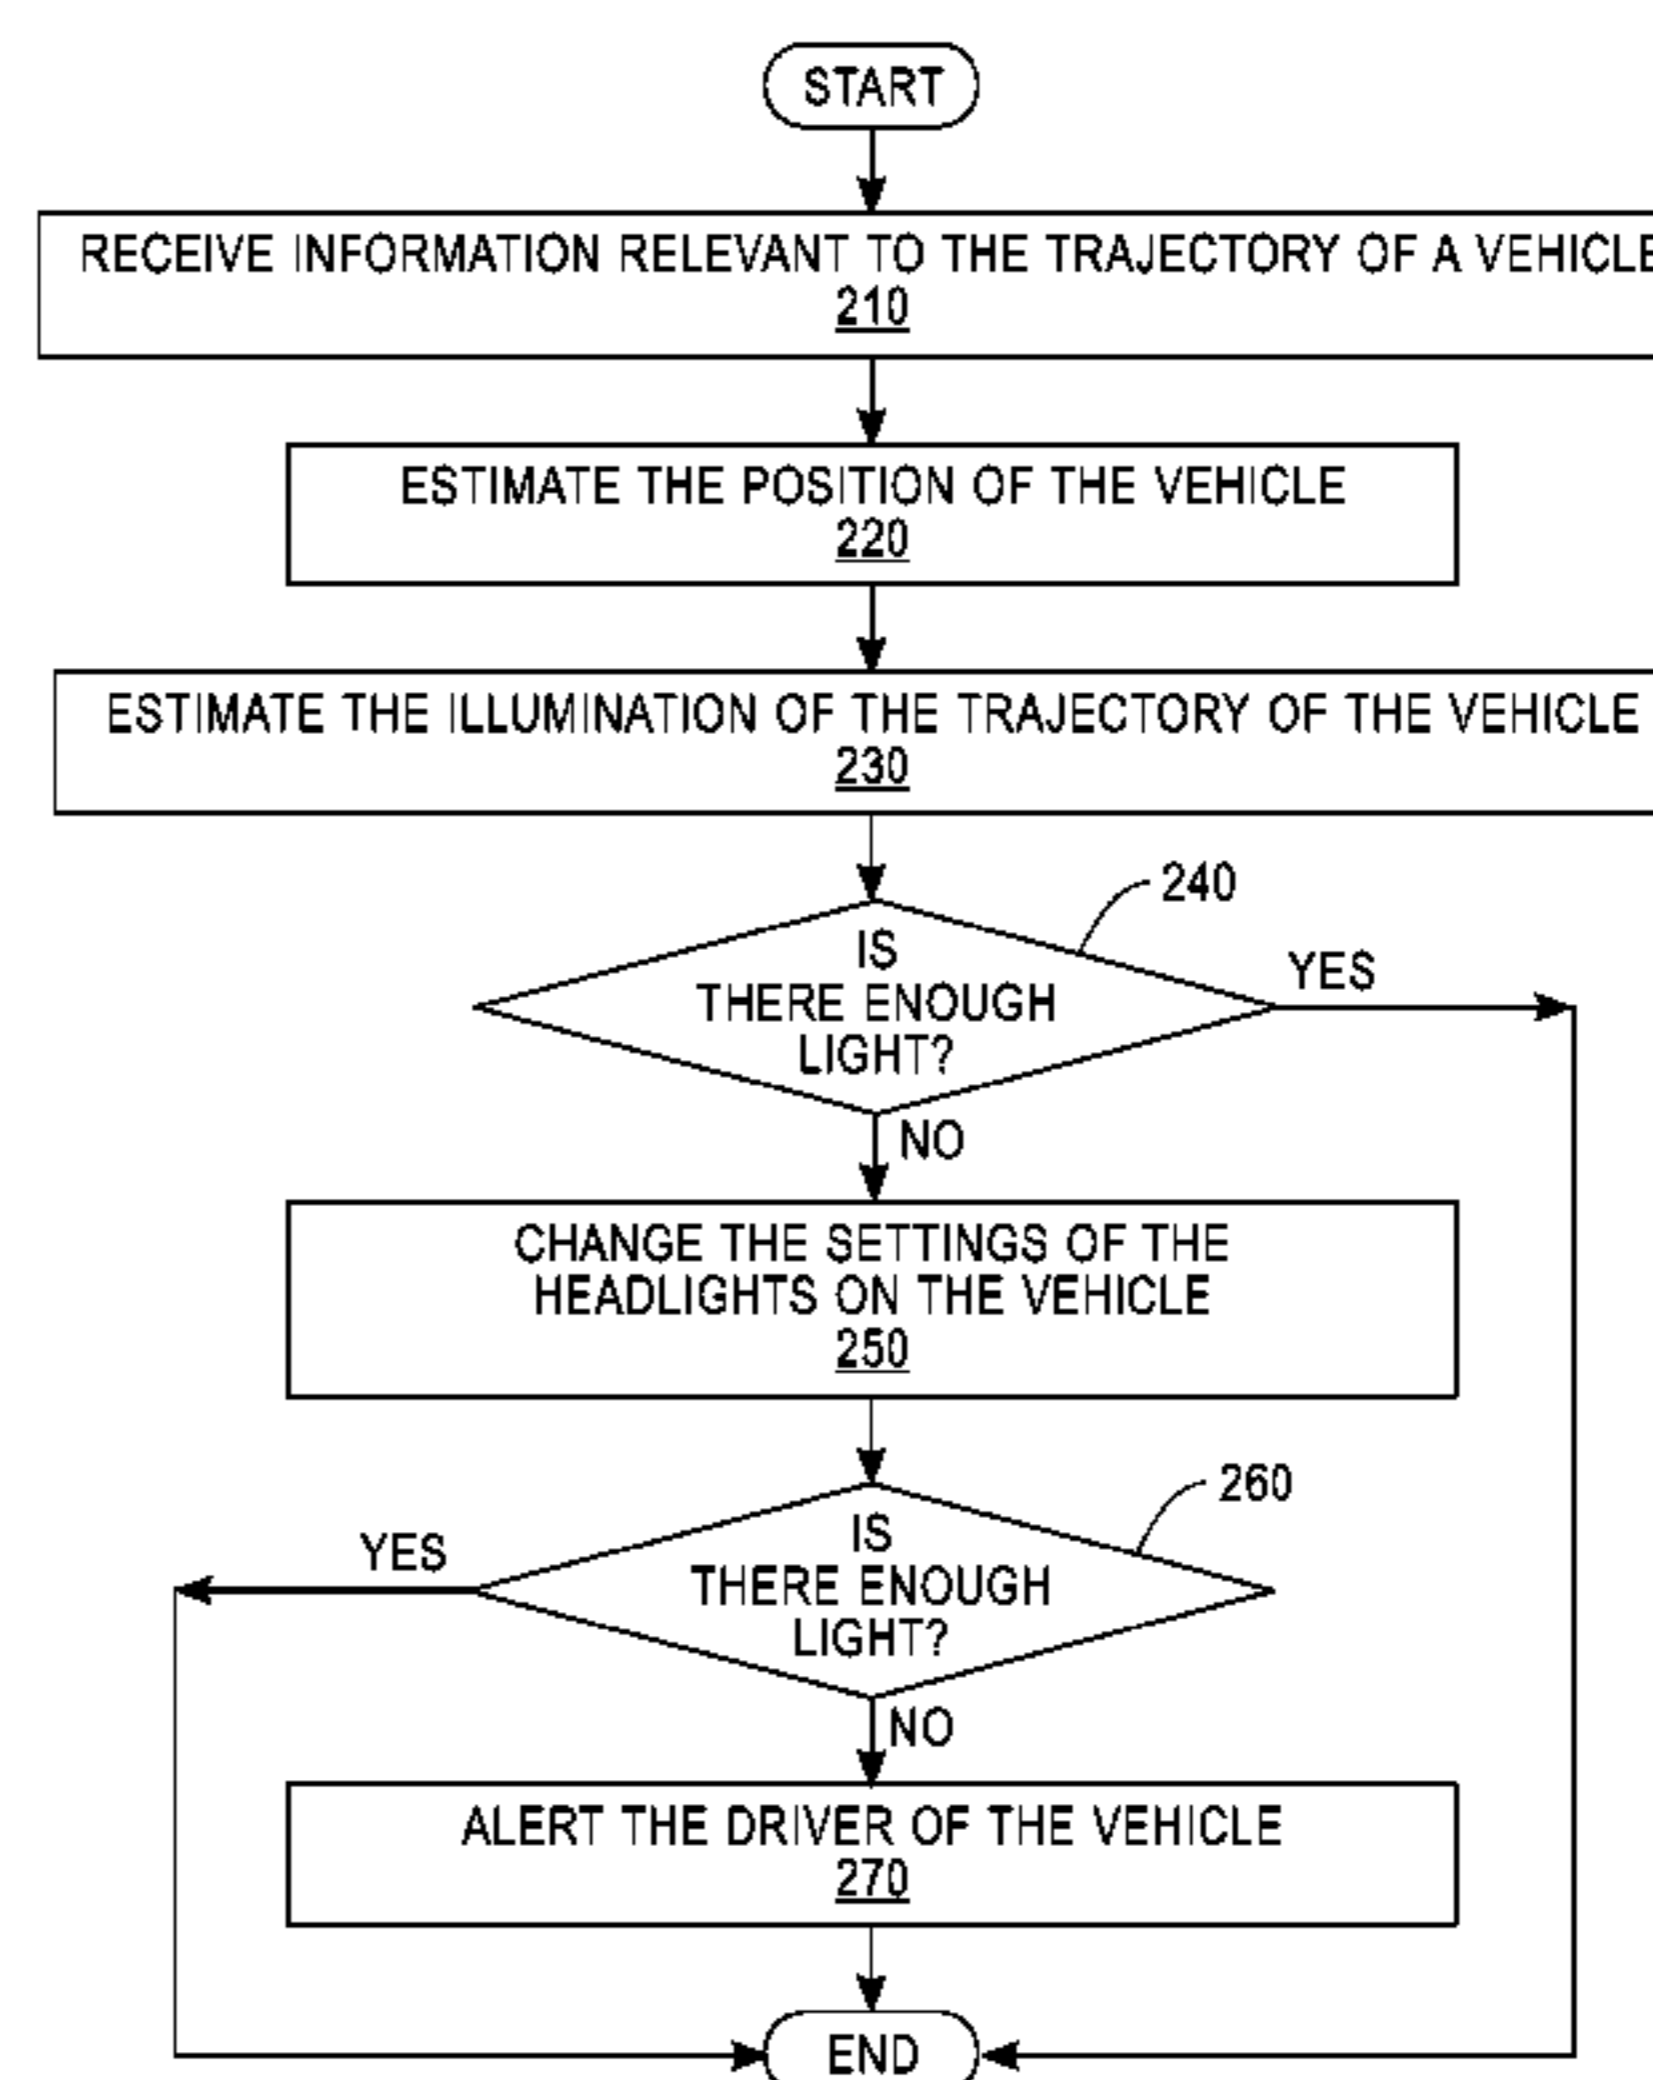 START
RECEIVE INFORMATION RELEVANT TO THE TRAJECTORY OF A VEHICLE
210
ESTIMATE THE POSITION OF THE VEHICLE
220
ESTIMATE THE ILLUMINATION OF THE TRAJECTORY OF THE VEHICLE
230
240
IS
THERE ENOUGH
LIGHT?
YES
NO
CHANGE THE SETTINGS OF THE
HEADLIGHTS ON THE VEHICLE
250
260
IS
THERE ENOUGH
LIGHT?
YES
NO
ALERT THE DRIVER OF THE VEHICLE
270
END